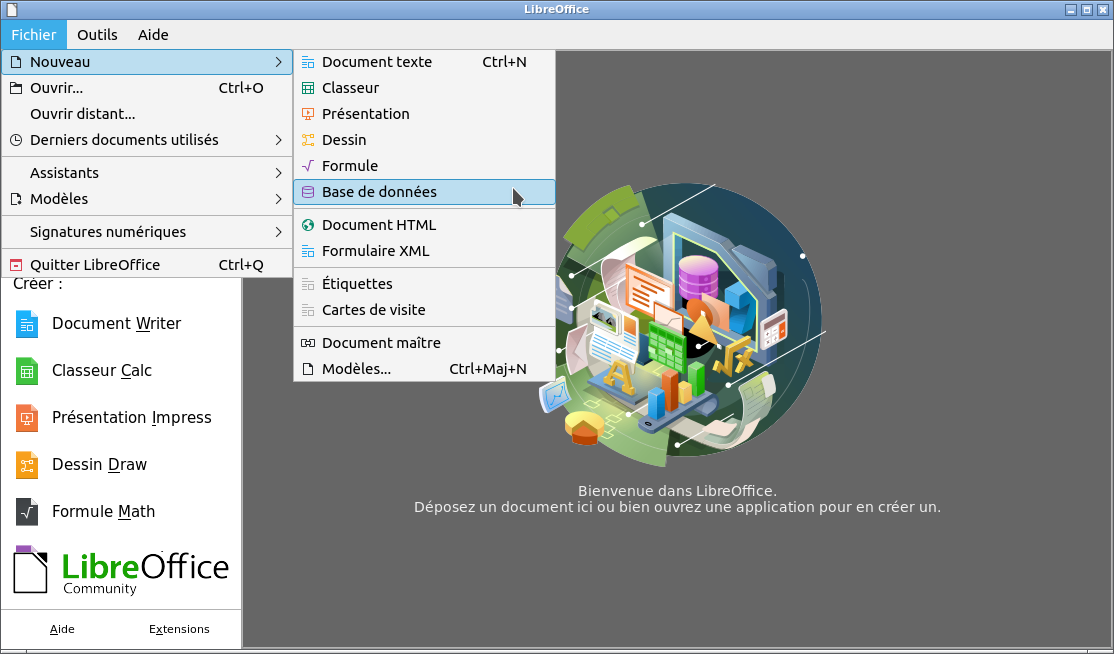 LibreOffice
Fichier Outils Aide
Nouveau
Ouvrir... Ctrl+O
Ouvrir distant...
Derniers documents utilisés
Assistants
Modèles
Signatures numériques
Quitter LibreOffice Ctrl+Q
Document texte Ctrl+N
Classeur
Présentation
Dessin
Formule
Base de données
Document HTML
Formulaire XML
Étiquettes
Cartes de visite
Document maître
Modèles... Ctrl+Maj+N
Créer :
Document Writer
Classeur Calc
Présentation Impress
Dessin Draw
Formule Math
LibreOffice
Community
Aide Extensions
Bienvenue dans LibreOffice.
Déposez un document ici ou bien ouvrez une application pour en créer un.